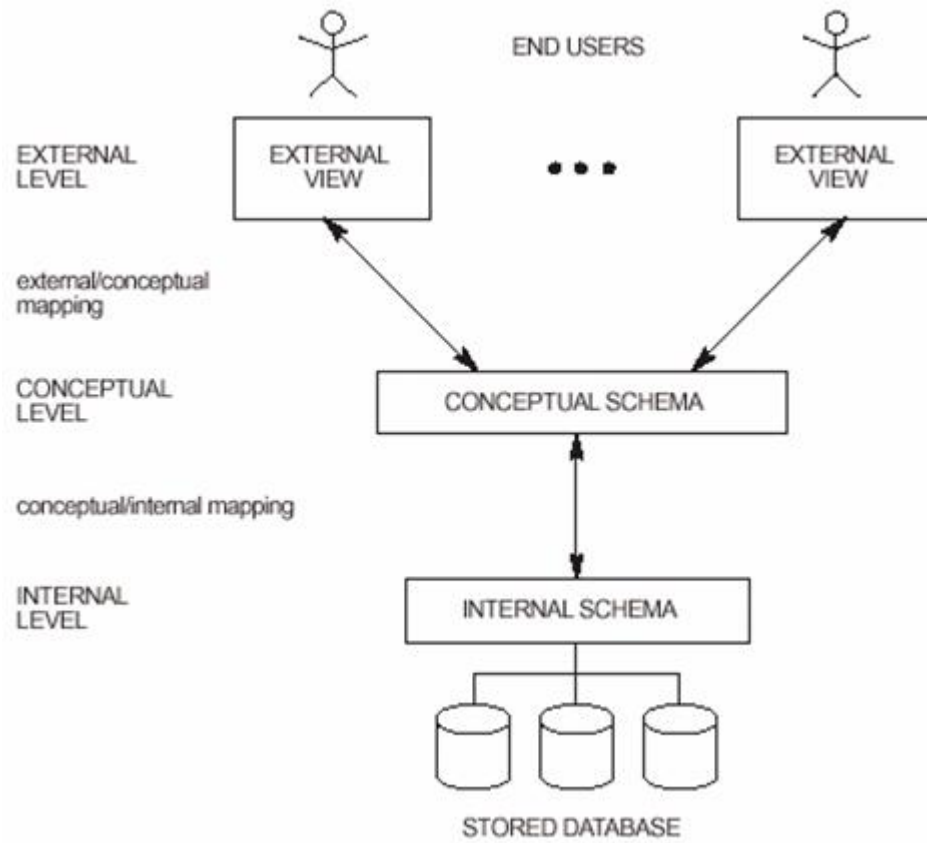 END USERS
EXTERNAL
LEVEL
EXTERNAL
VIEW
EXTERNAL
VIEW
external/conceptual
mapping
CONCEPTUAL
LEVEL
CONCEPTUAL SCHEMA
conceptual/internal mapping
INTERNAL
LEVEL
INTERNAL SCHEMA
STORED DATABASE